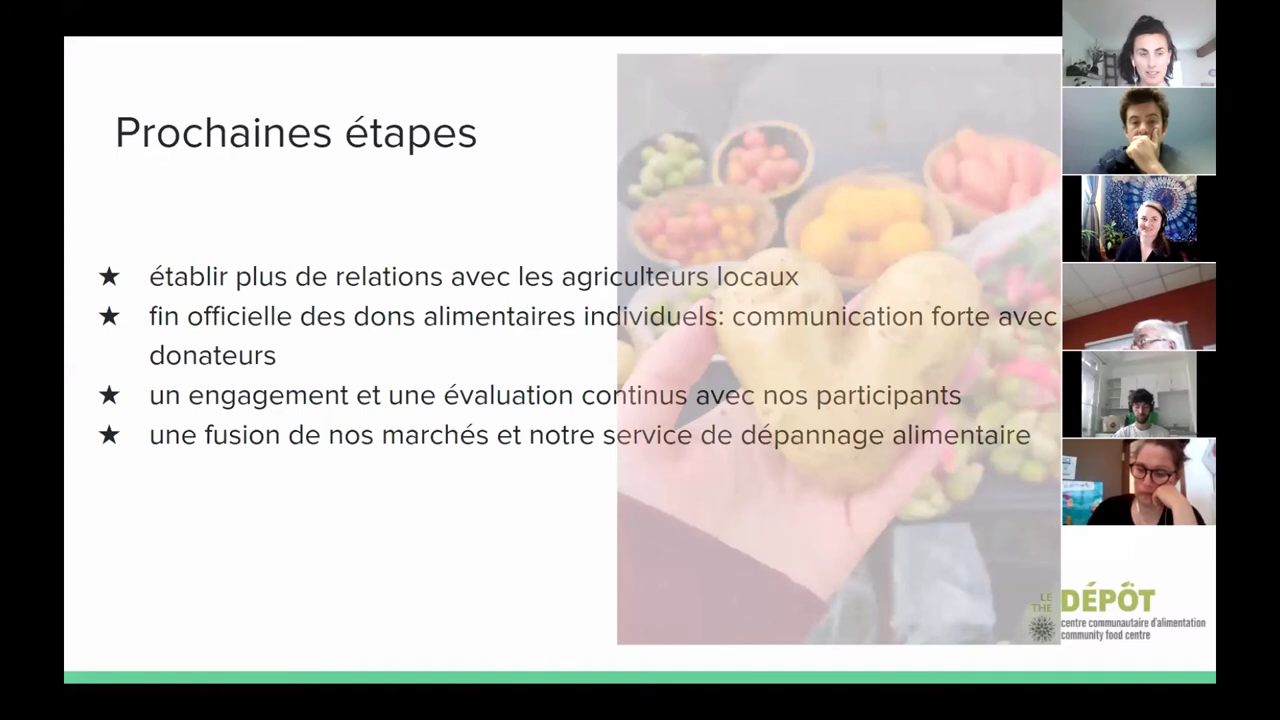 Prochaines étapes
★ établir plus de relations avec les agriculteurs locaux
★ fin officielle des dons alimentaires individuels: communication forte avec
donateurs
★ un engagement et une évaluation continus avec nos participants
★ une fusion de nos marchés et notre service de dépannage alimentaire
LE
THE
DÉPÔT
centre communautaire d'alimentation
community food centre